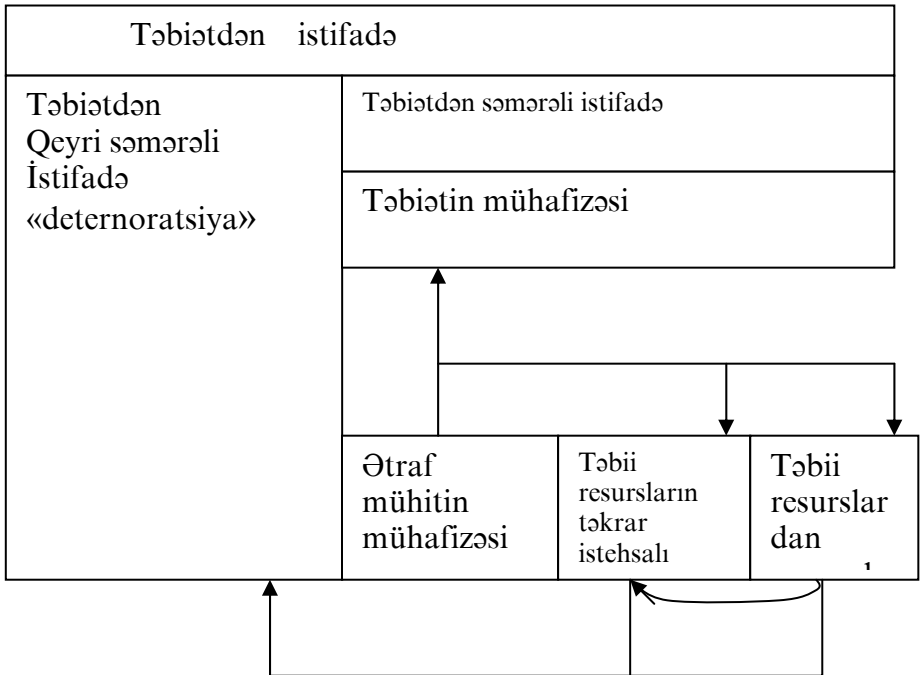 Təbiətdən istifadə
Təbiətdən
Qeyri səmərəli
İstifadə
«deternoratsiya»
Təbiətdən səmərəli istifadə
Təbiətin mühafizəsi
Ətraf
mühitin
mühafizəsi
Təbii
resursların
təkrar
istehsalı
Təbii
resurslar
dan